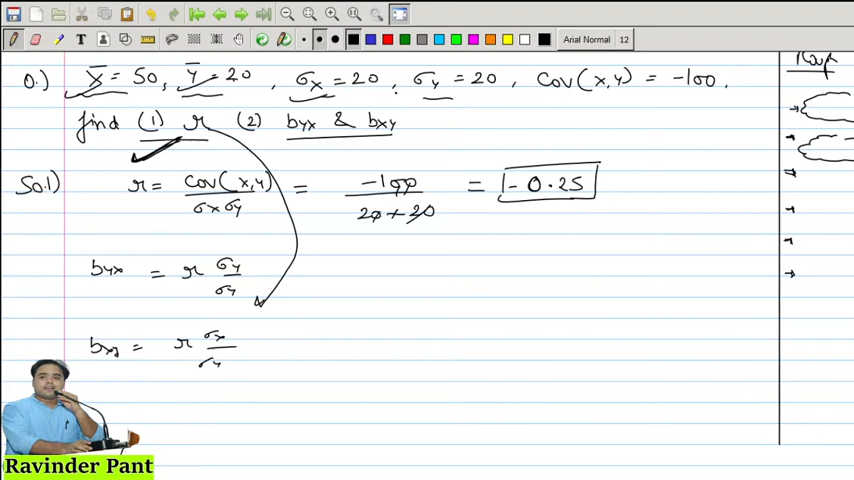 Arial Normal 12
Q.) X̅ = 50, Y̅ = 20, σx = 20, σy = 20, Cov(x,y) = -100.
find (1) r (2) byx & bxy
Sol) r = Cov(x,y) / σx σy = -100 / 20 × 20 = - 0.25
byx = r σy / σy
bxy = r σx / σy
Ravinder Pant